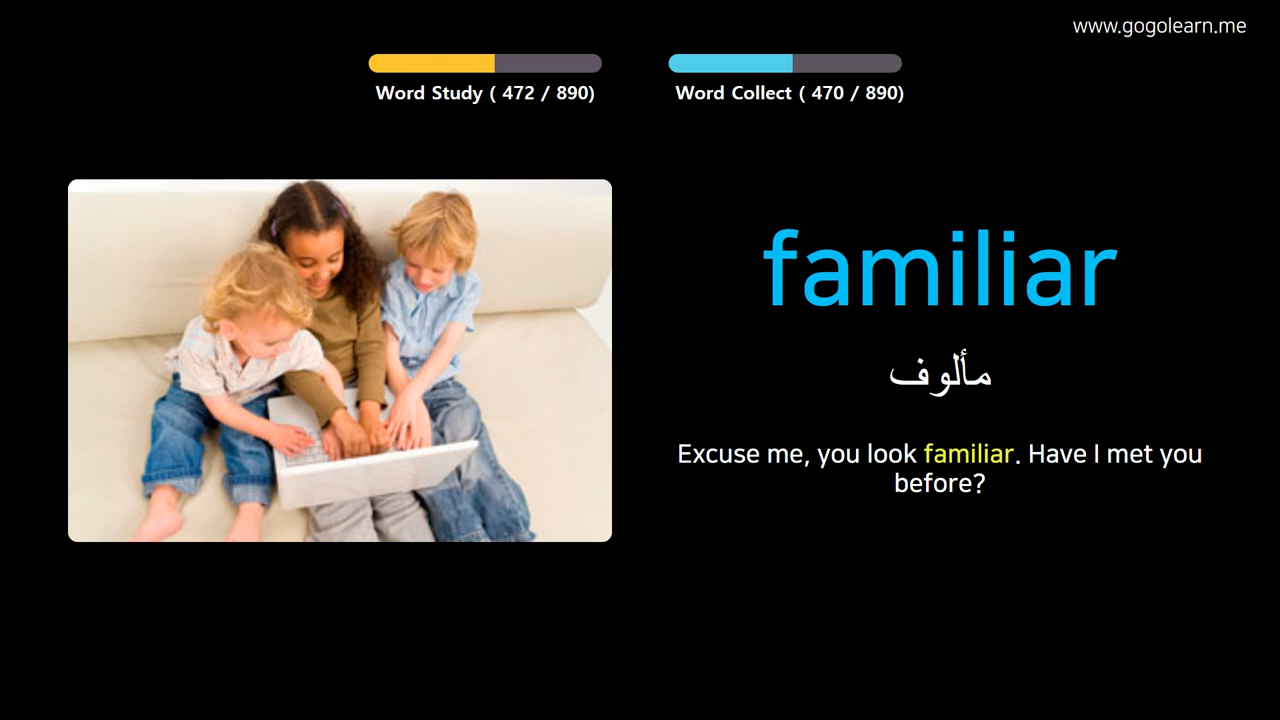 www.gogolearn.me
Word Study ( 472 / 890)
Word Collect ( 470 / 890)
familiar
مألوف
Excuse me, you look familiar. Have I met you
before?